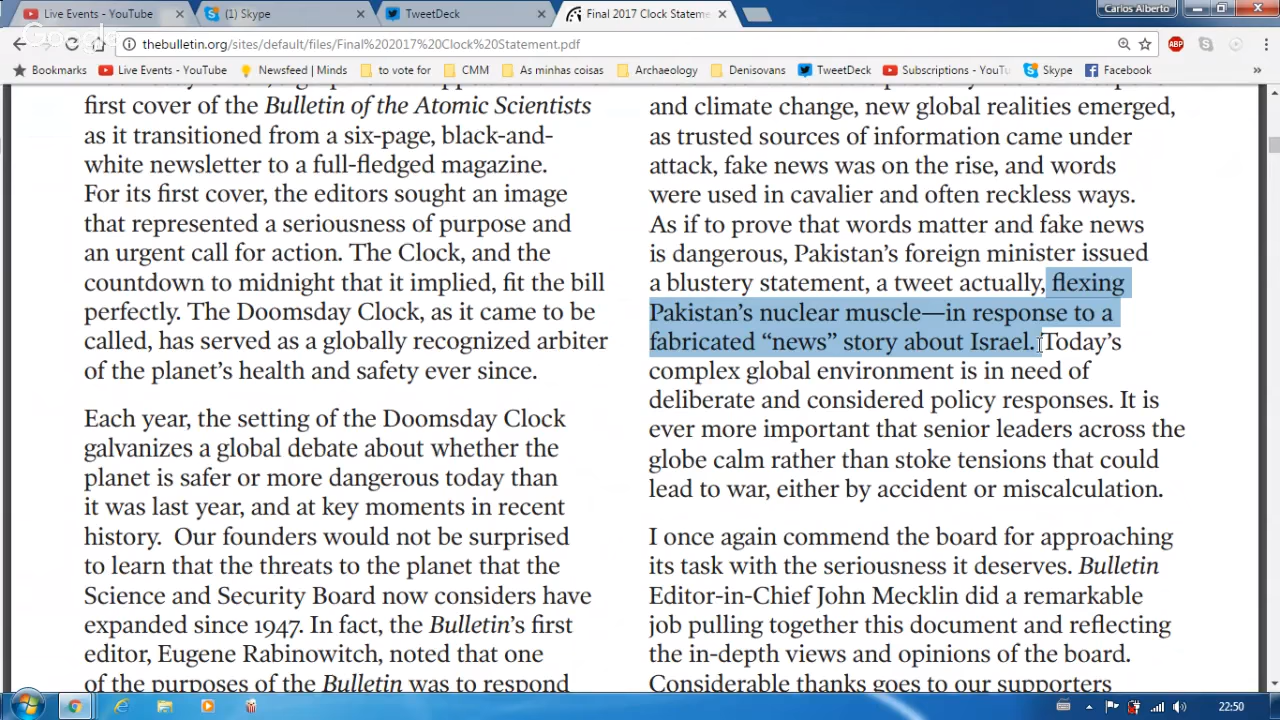 Live Events - YouTube
(1) Skype
TweetDeck
Final 2017 Clock Stateme
Carlos Alberto
thebulletin.org/sites/default/files/Final%202017%20Clock%20Statement.pdf
ABP
Bookmarks
Live Events - YouTube
Newsfeed | Minds
to vote for
CMM
As minhas coisas
Archaeology
Denisovans
TweetDeck
Subscriptions - YouTu
Skype
Facebook
»
first cover of the Bulletin of the Atomic Scientists
as it transitioned from a six-page, black-and-
white newsletter to a full-fledged magazine.
For its first cover, the editors sought an image
that represented a seriousness of purpose and
an urgent call for action. The Clock, and the
countdown to midnight that it implied, fit the bill
perfectly. The Doomsday Clock, as it came to be
called, has served as a globally recognized arbiter
of the planet’s health and safety ever since.
Each year, the setting of the Doomsday Clock
galvanizes a global debate about whether the
planet is safer or more dangerous today than
it was last year, and at key moments in recent
history. Our founders would not be surprised
to learn that the threats to the planet that the
Science and Security Board now considers have
expanded since 1947. In fact, the Bulletin’s first
editor, Eugene Rabinowitch, noted that one
of the purposes of the Bulletin was to respond
and climate change, new global realities emerged,
as trusted sources of information came under
attack, fake news was on the rise, and words
were used in cavalier and often reckless ways.
As if to prove that words matter and fake news
is dangerous, Pakistan’s foreign minister issued
a blustery statement, a tweet actually, flexing
Pakistan’s nuclear muscle—in response to a
fabricated “news” story about Israel. Today’s
complex global environment is in need of
deliberate and considered policy responses. It is
ever more important that senior leaders across the
globe calm rather than stoke tensions that could
lead to war, either by accident or miscalculation.
I once again commend the board for approaching
its task with the seriousness it deserves. Bulletin
Editor-in-Chief John Mecklin did a remarkable
job pulling together this document and reflecting
the in-depth views and opinions of the board.
Considerable thanks goes to our supporters
22:50